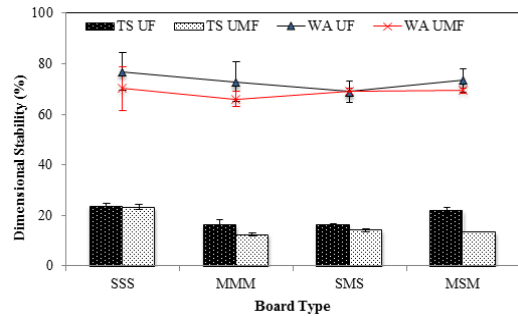 TS UF TS UMF WA UF WA UMF
100
80
60
40
20
0
Dimensional Stability (%)
SSS MMM SMS MSM
Board Type